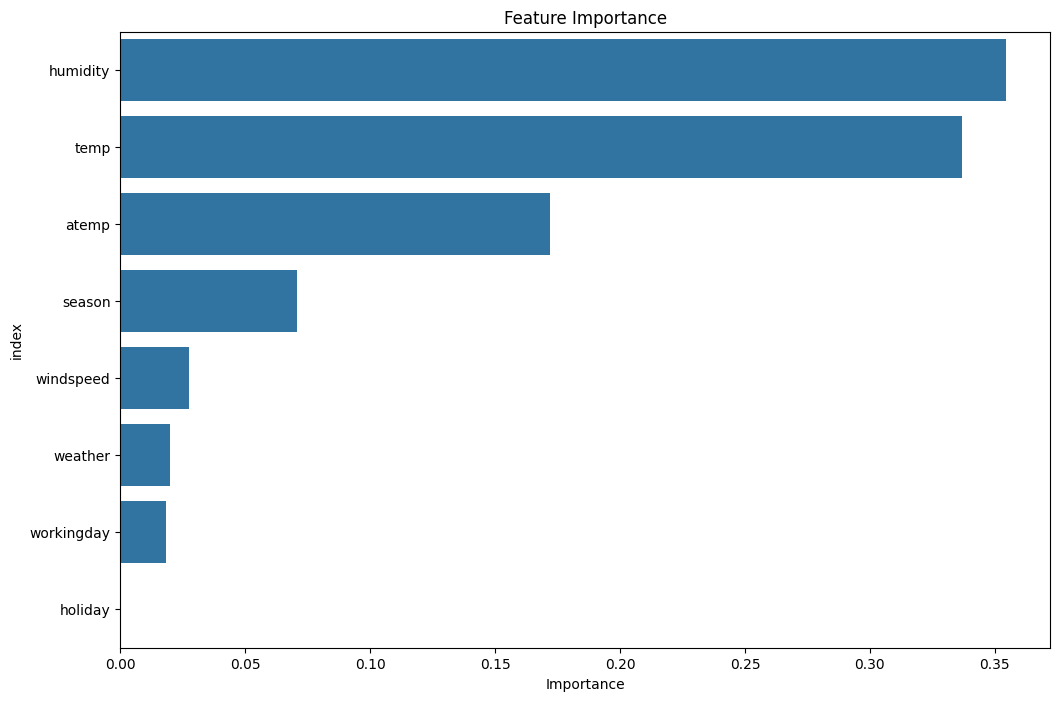 Feature Importance
humidity
temp
atemp
season
windspeed
weather
workingday
holiday
index
0.00 0.05 0.10 0.15 0.20 0.25 0.30 0.35
Importance